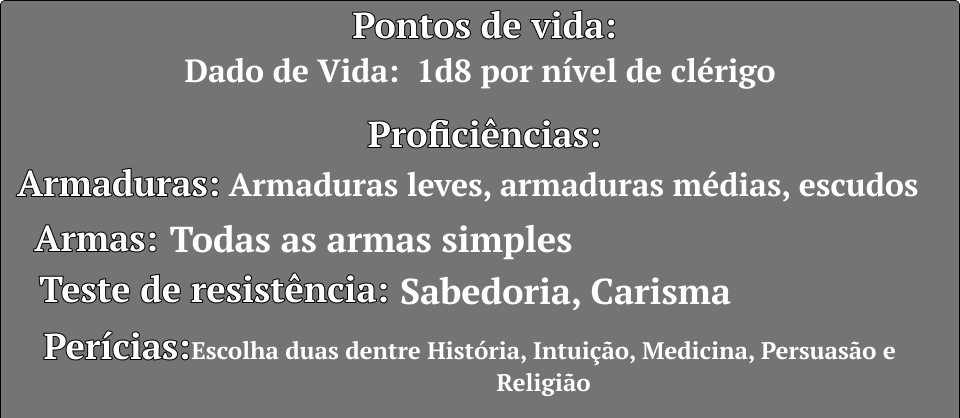 Pontos de vida:
Dado de Vida:  1d8 por nível de clérigo
Proficiências:
Armaduras: Armaduras leves, armaduras médias, escudos
Armas: Todas as armas simples
Teste de resistência: Sabedoria, Carisma
Perícias:Escolha duas dentre História, Intuição, Medicina, Persuasão e
Religião